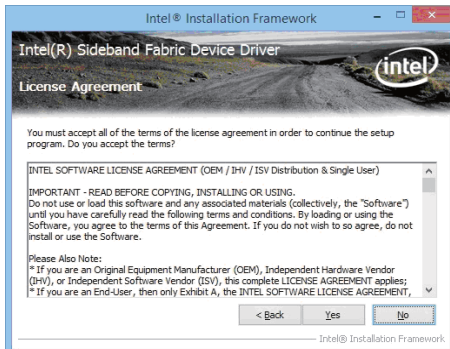 Intel® Installation Framework
Intel(R) Sideband Fabric Device Driver
intel
License Agreement
You must accept all of the terms of the license agreement in order to continue the setup
program. Do you accept the terms?
INTEL SOFTWARE LICENSE AGREEMENT (OEM / IHV / ISV Distribution & Single User)
IMPORTANT - READ BEFORE COPYING, INSTALLING OR USING.
Do not use or load this software and any associated materials (collectively, the "Software")
until you have carefully read the following terms and conditions. By loading or using the
Software, you agree to the terms of this Agreement. If you do not wish to so agree, do not
install or use the Software.
Please Also Note:
* If you are an Original Equipment Manufacturer (OEM), Independent Hardware Vendor
(IHV), or Independent Software Vendor (ISV), this complete LICENSE AGREEMENT applies;
* If you are an End-User, then only Exhibit A, the INTEL SOFTWARE LICENSE AGREEMENT,
< Back Yes No
Intel® Installation Framework